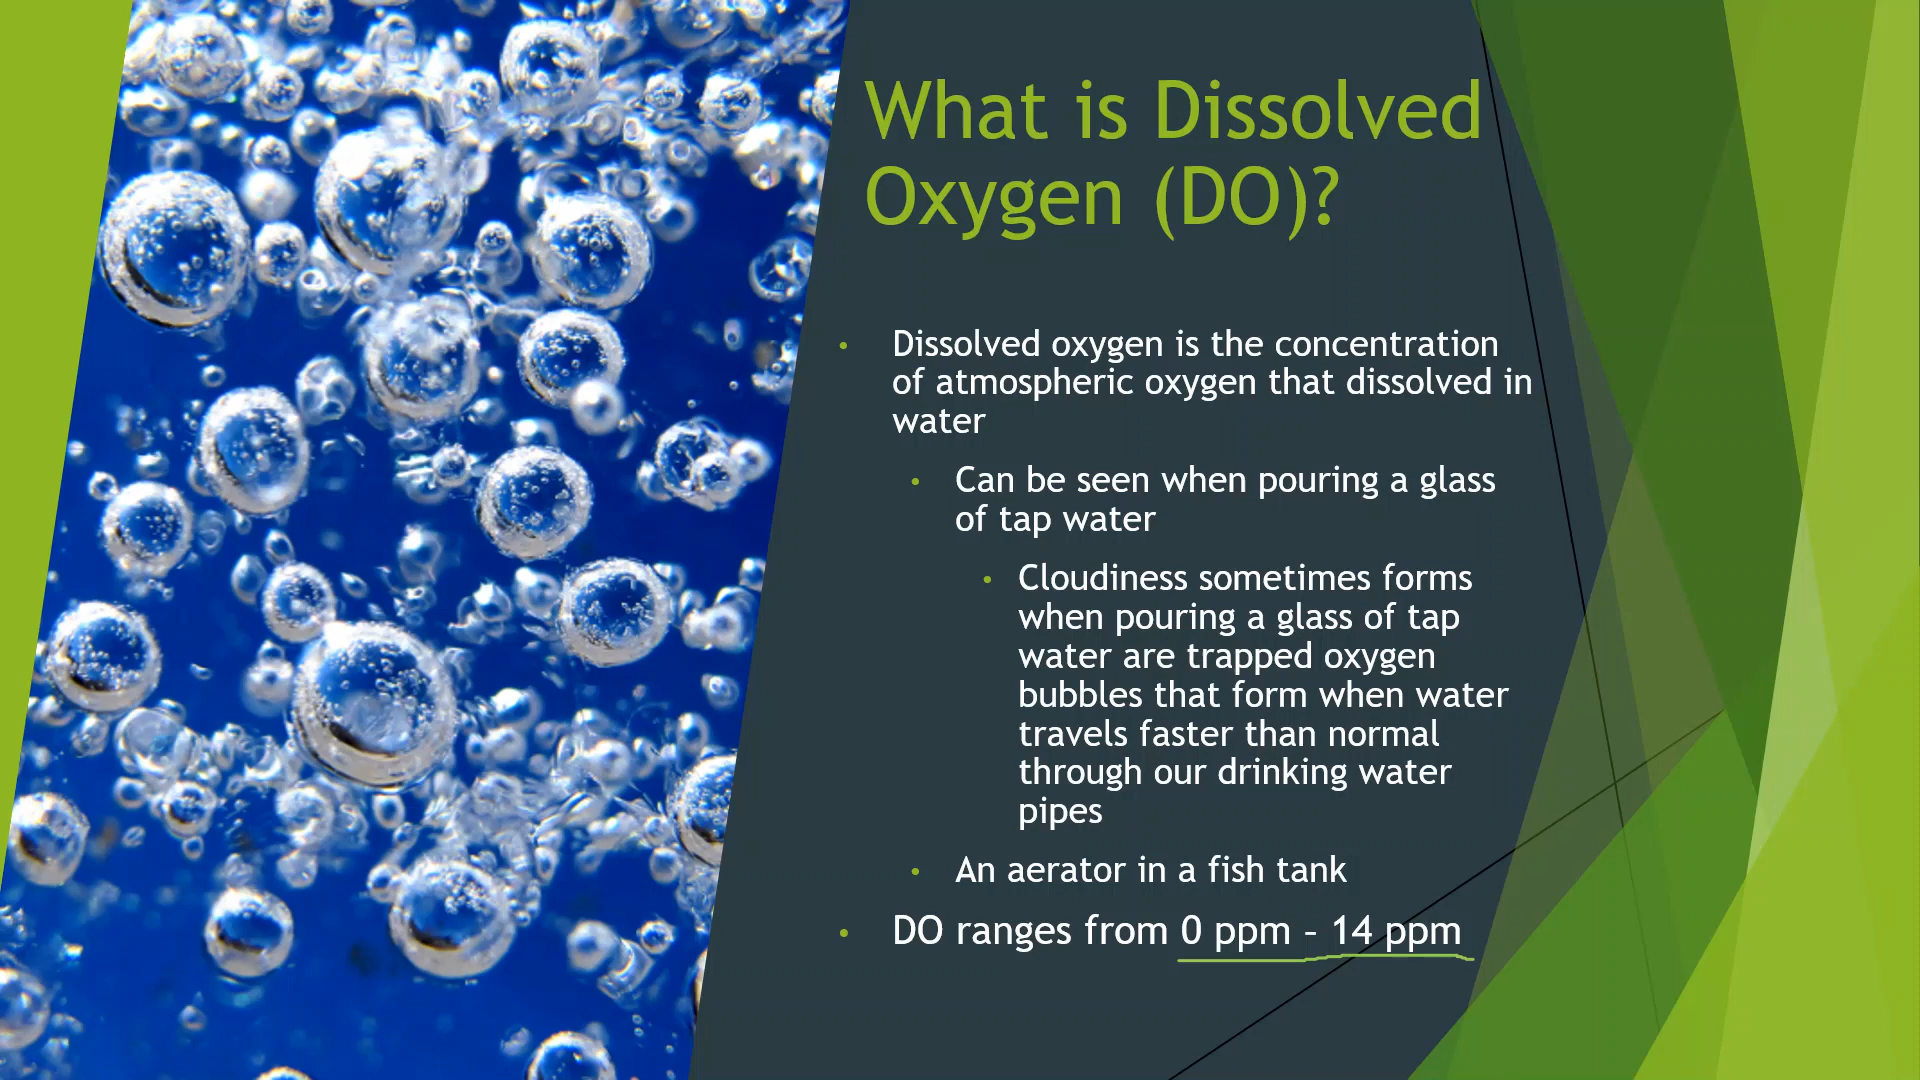 What is Dissolved
Oxygen (DO)?
• Dissolved oxygen is the concentration
of atmospheric oxygen that dissolved in
water
• Can be seen when pouring a glass
of tap water
• Cloudiness sometimes forms
when pouring a glass of tap
water are trapped oxygen
bubbles that form when water
travels faster than normal
through our drinking water
pipes
• An aerator in a fish tank
• DO ranges from 0 ppm – 14 ppm